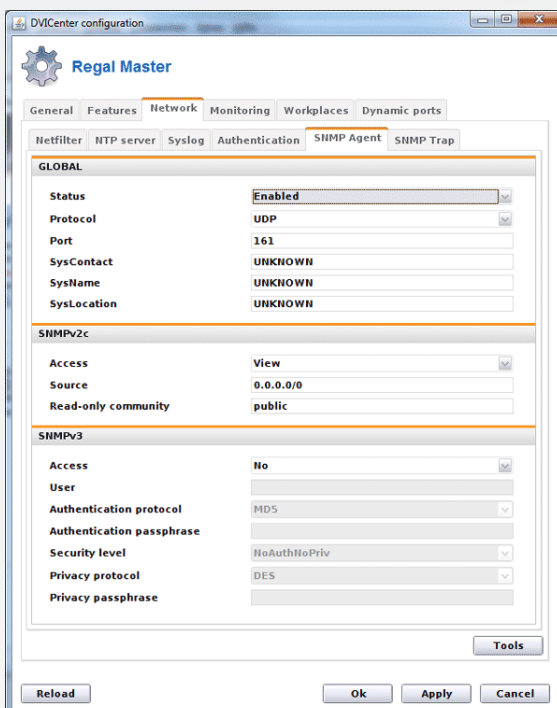 DVICenter configuration
Regal Master
General Features Network Monitoring Workplaces Dynamic ports
Netfilter NTP server Syslog Authentication SNMP Agent SNMP Trap
GLOBAL
Status Enabled
Protocol UDP
Port 161
SysContact UNKNOWN
SysName UNKNOWN
SysLocation UNKNOWN
SNMPv2c
Access View
Source 0.0.0.0/0
Read-only community public
SNMPv3
Access No
User
Authentication protocol MD5
Authentication passphrase
Security level NoAuthNoPriv
Privacy protocol DES
Privacy passphrase
Tools
Reload Ok Apply Cancel